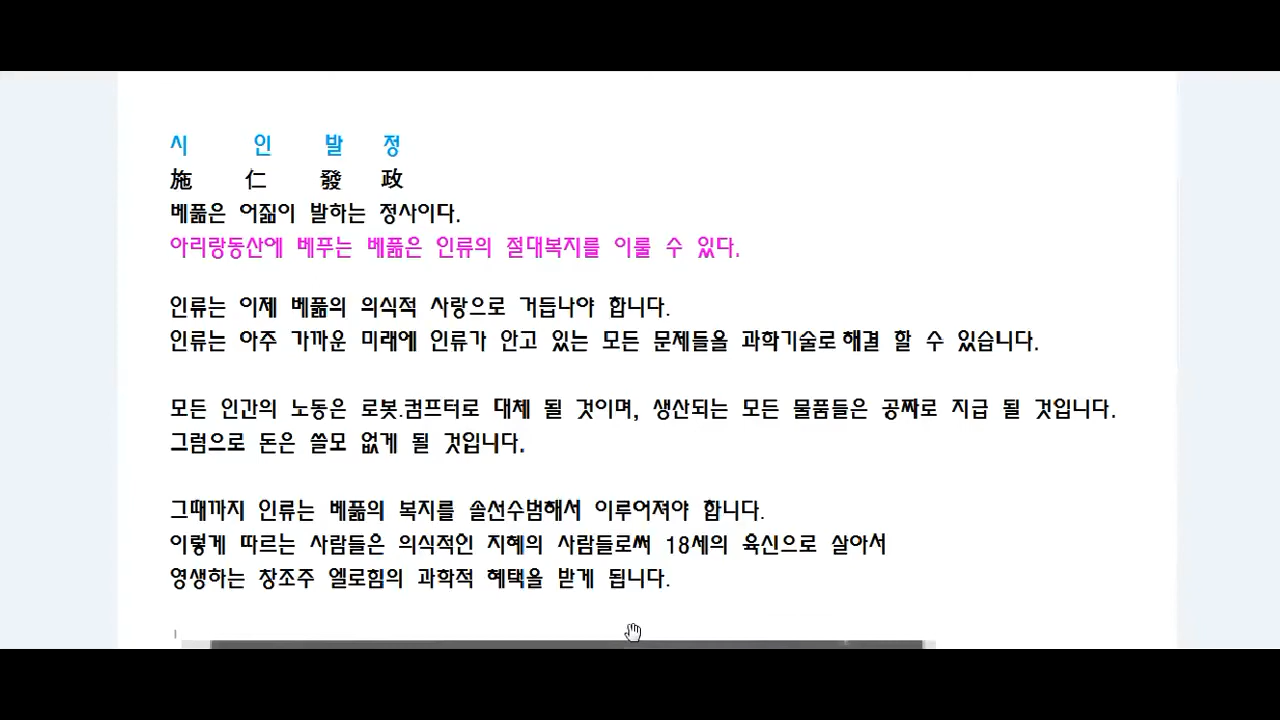 시 인 발 정
施 仁 發 政
베풂은 어짊이 발하는 정사이다.
아리랑동산에 베푸는 베풂은 인류의 절대복지를 이룰 수 있다.
인류는 이제 베풂의 의식적 사랑으로 거듭나야 합니다.
인류는 아주 가까운 미래에 인류가 안고 있는 모든 문제들을 과학기술로 해결 할 수 있습니다.
모든 인간의 노동은 로봇.컴프터로 대체 될 것이며, 생산되는 모든 물품들은 공짜로 지급 될 것입니다.
그럼으로 돈은 쓸모 없게 될 것입니다.
그때까지 인류는 베풂의 복지를 솔선수범해서 이루어져야 합니다.
이렇게 따르는 사람들은 의식적인 지혜의 사람들로써 18세의 육신으로 살아서
영생하는 창조주 엘로힘의 과학적 혜택을 받게 됩니다.